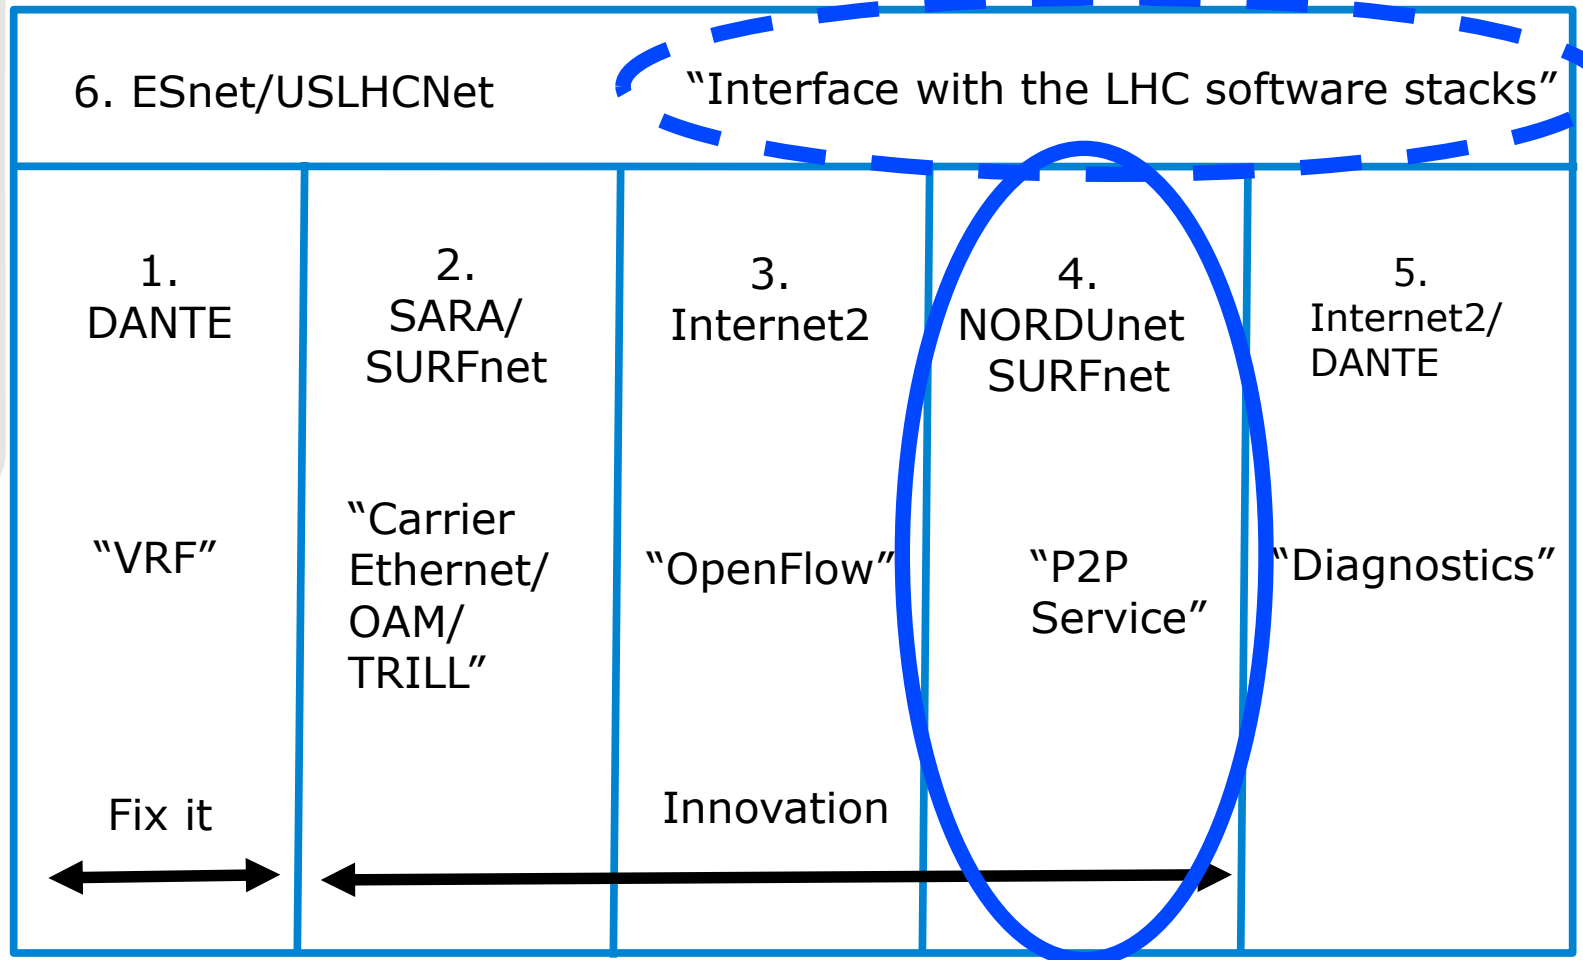 6. ESnet/USLHCNet
“Interface with the LHC software stacks”
1.
DANTE
“VRF”
Fix it
2.
SARA/
SURFnet
“Carrier
Ethernet/
OAM/
TRILL”
3.
Internet2
“OpenFlow”
Innovation
4.
NORDUnet
SURFnet
“P2P
Service”
5.
Internet2/
DANTE
“Diagnostics”